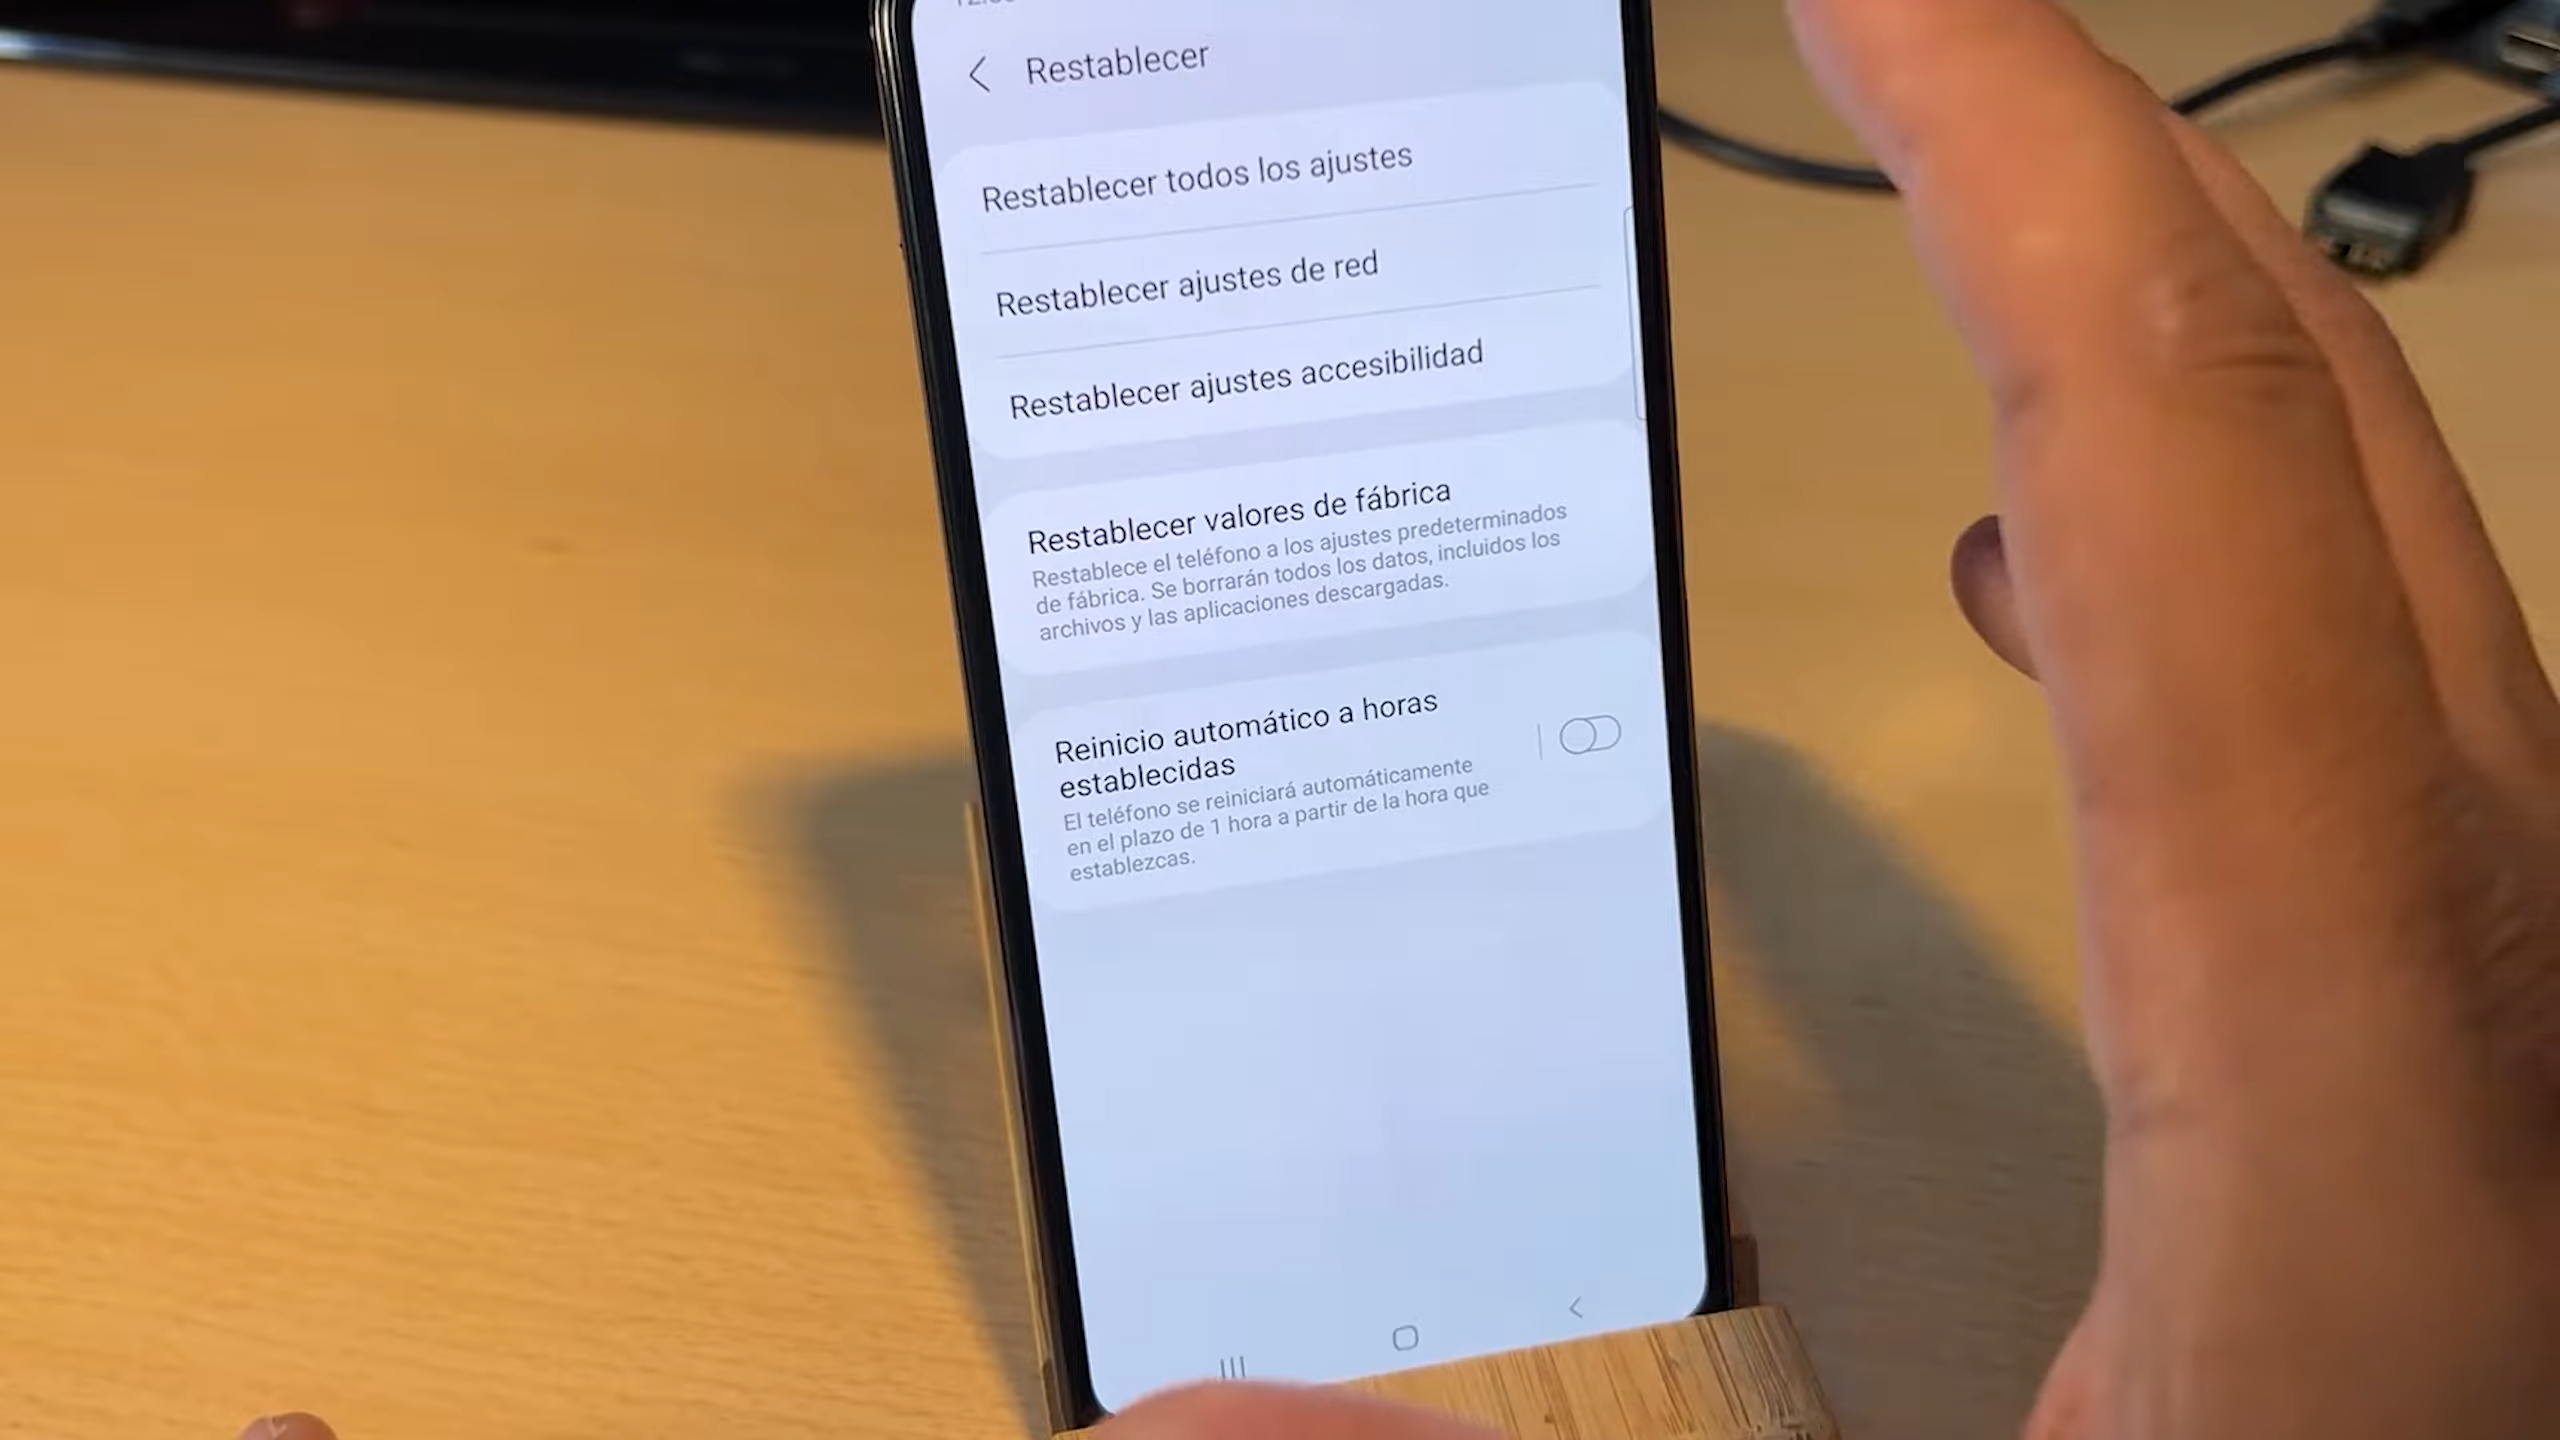 Restablecer
Restablecer todos los ajustes
Restablecer ajustes de red
Restablecer ajustes accesibilidad
Restablecer valores de fábrica
Restablece el teléfono a los ajustes predeterminados
de fábrica. Se borrarán todos los datos, incluidos los
archivos y las aplicaciones descargadas.
Reinicio automático a horas
establecidas
El teléfono se reiniciará automáticamente
en el plazo de 1 hora a partir de la hora que
establezcas.